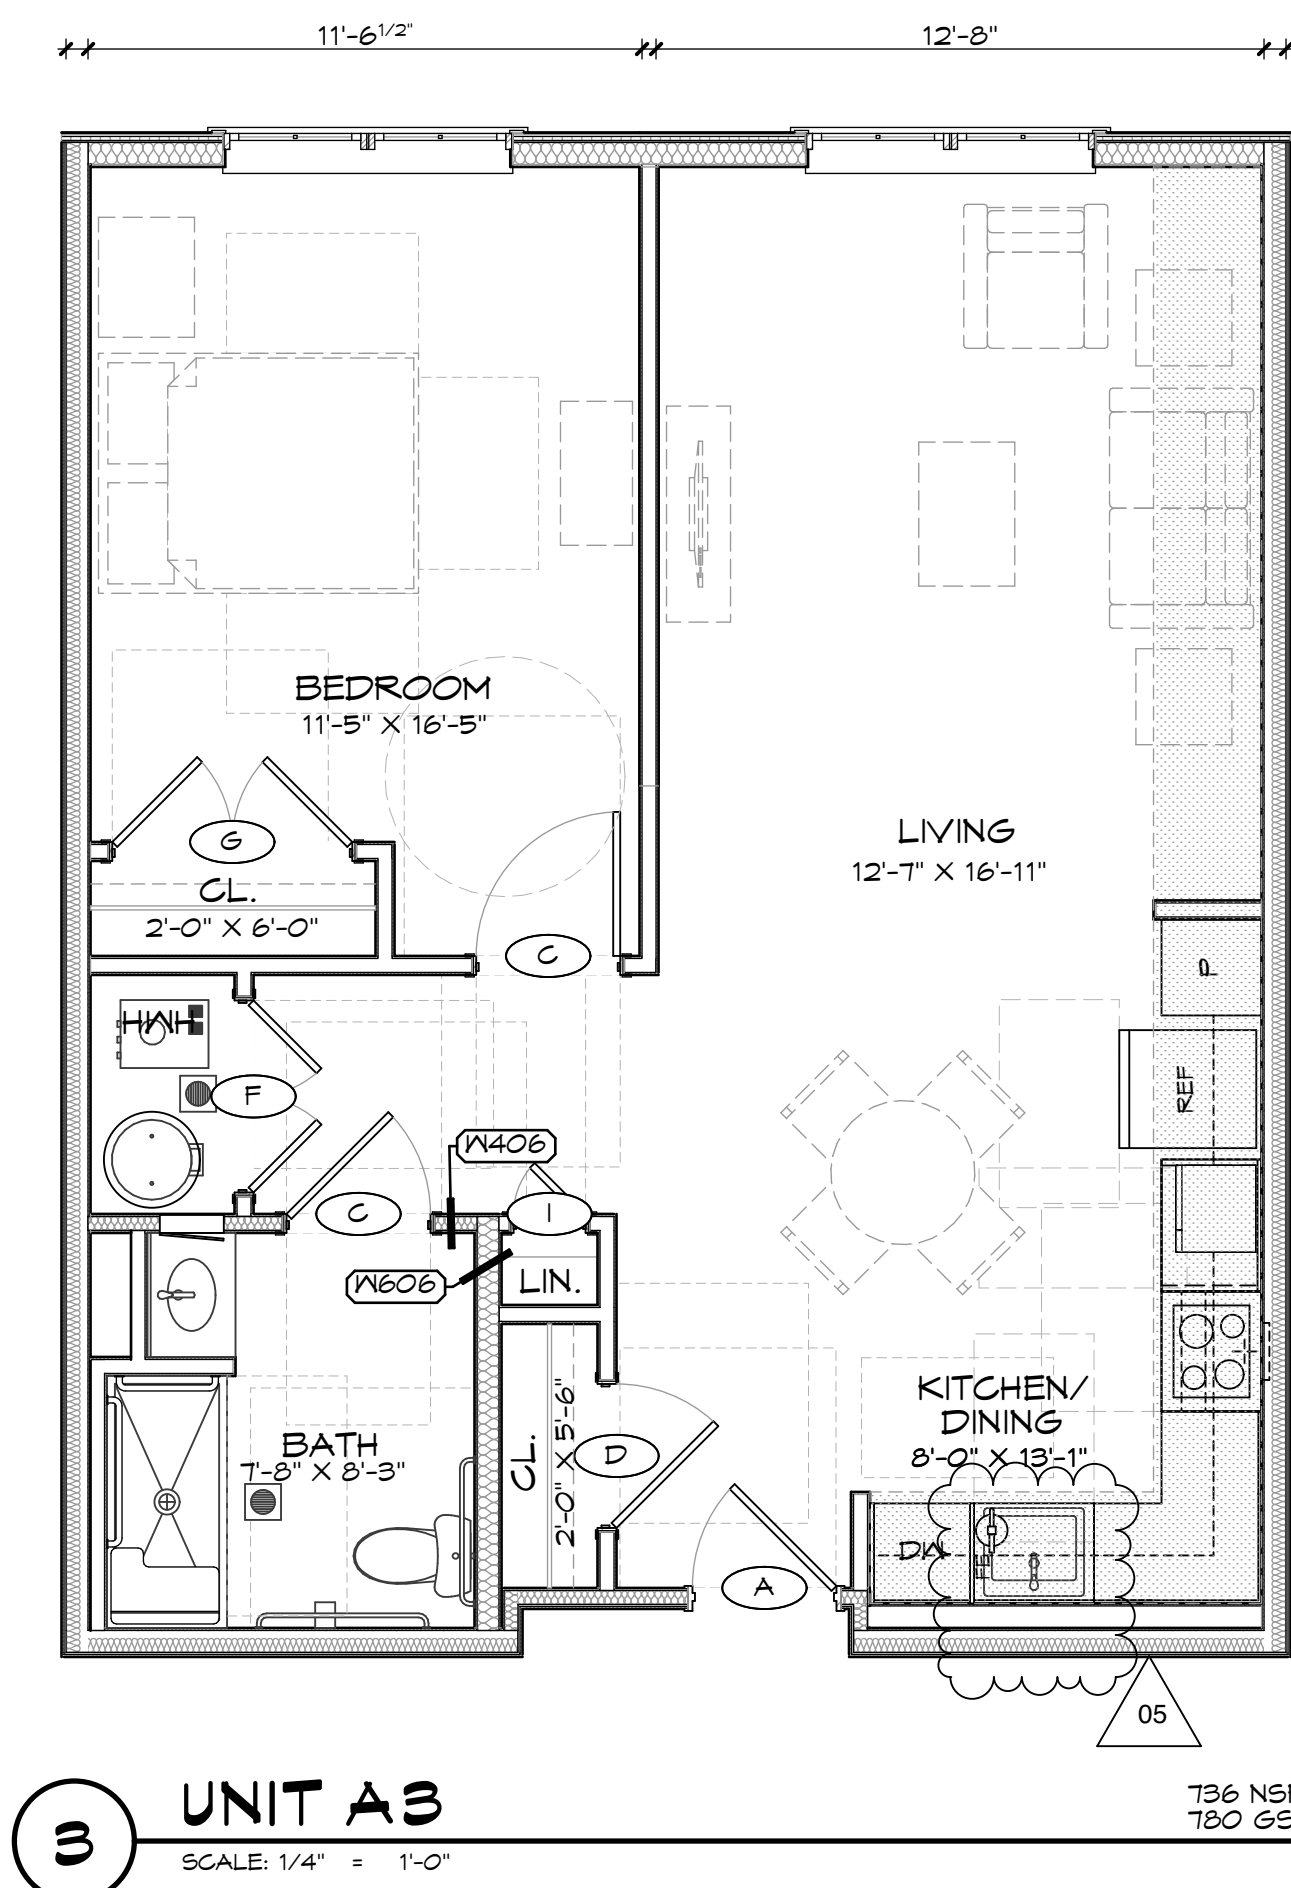 11'-6 1/2"
12'-8"
BEDROOM
11'-5" X 16'-5"
G
CL.
2'-0" X 6'-0"
C
LIVING
12'-7" X 16'-11"
P
REF
HWH
F
W406
C
I
W606
LIN.
KITCHEN/
DINING
8'-0" X 13'-1"
BATH
7'-8" X 8'-3"
CL.
2'-0" X 5'-6"
D
DW
A
05
3
UNIT A3
SCALE: 1/4" = 1'-0"
736
780